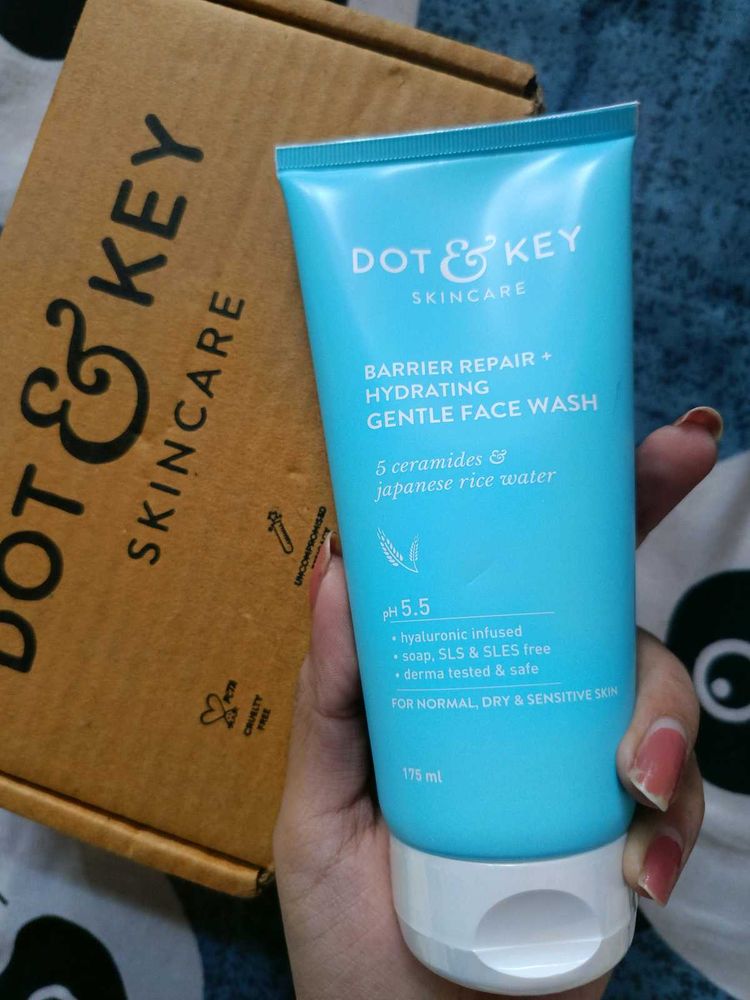 DOT & KEY
SKINCARE
UNCOMPROMISED
PETA
CRUELTY
FREE
DOT & KEY
SKINCARE
BARRIER REPAIR +
HYDRATING
GENTLE FACE WASH
5 ceramides &
japanese rice water
pH 5.5
• hyaluronic infused
• soap, SLS & SLES free
• derma tested & safe
FOR NORMAL, DRY & SENSITIVE SKIN
175 ml